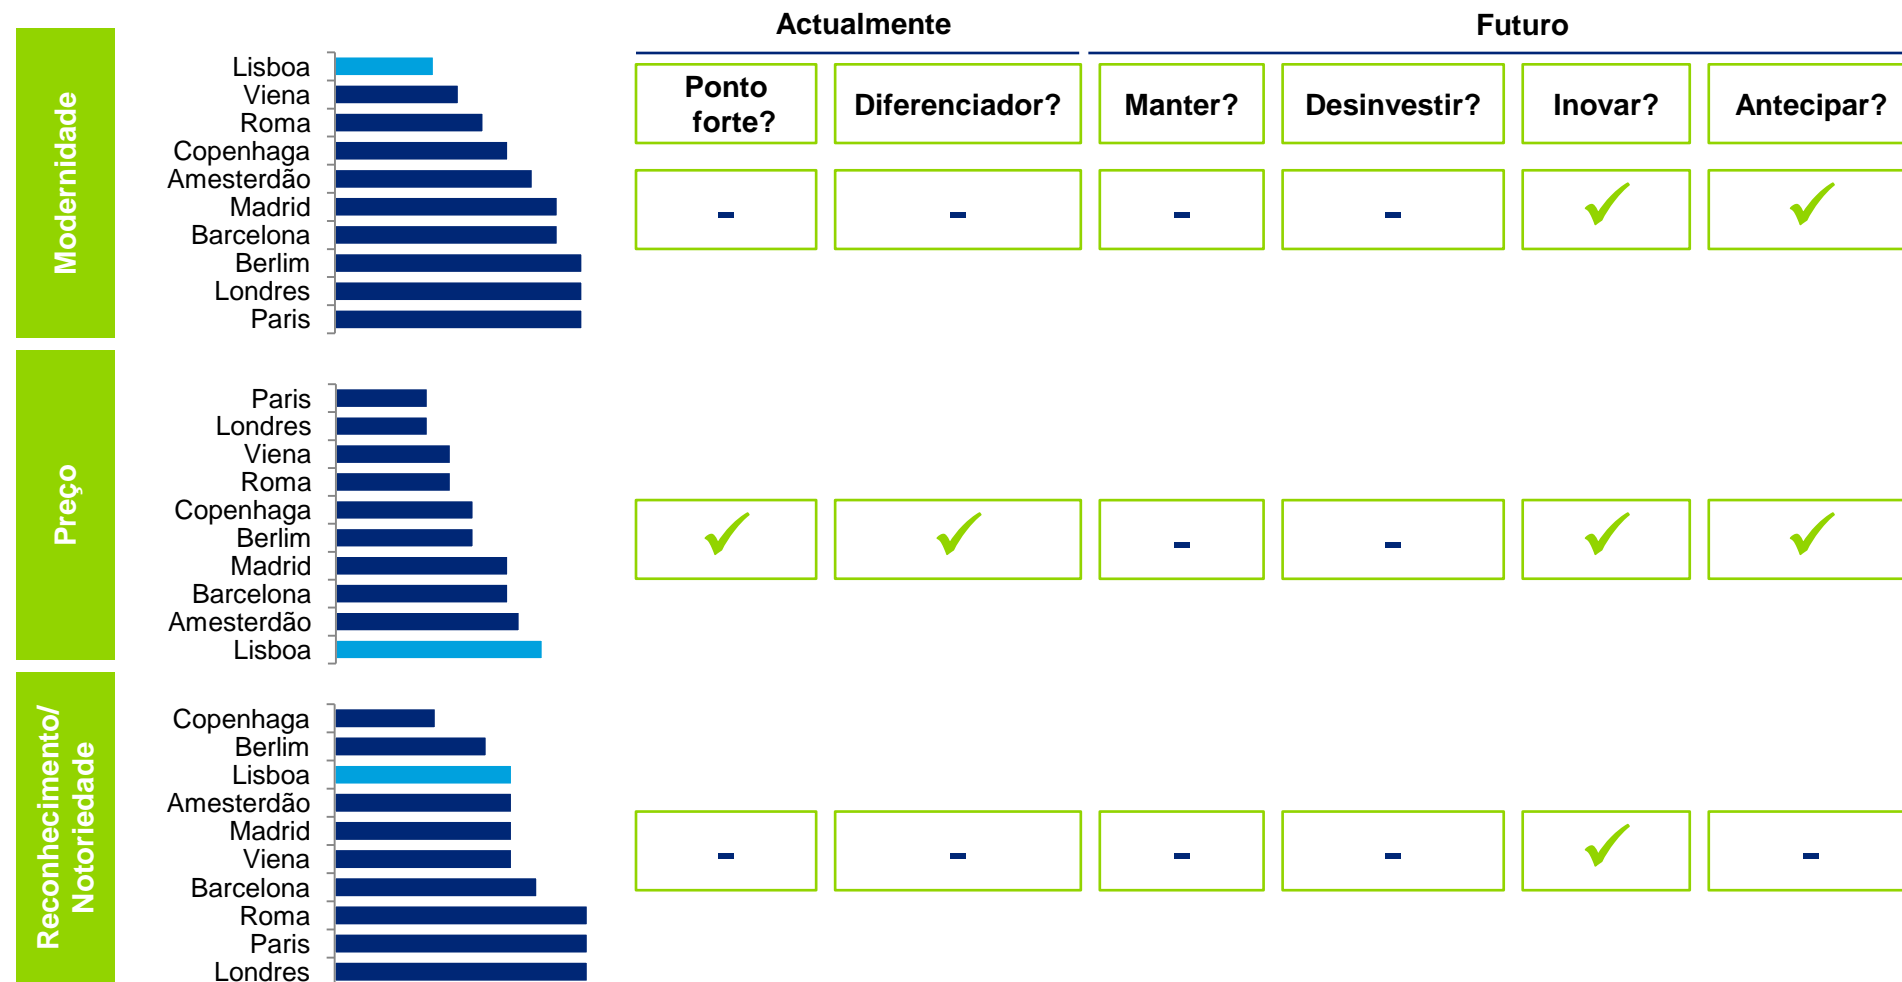 Actualmente
Futuro
Ponto
forte?
Diferenciador?
Manter?
Desinvestir?
Inovar?
Antecipar?
Modernidade
Lisboa
Viena
Roma
Copenhaga
Amesterdão
Madrid
Barcelona
Berlim
Londres
Paris
-
-
-
-
✓
✓
Preço
Paris
Londres
Viena
Roma
Copenhaga
Berlim
Madrid
Barcelona
Amesterdão
Lisboa
✓
✓
-
-
✓
✓
Reconhecimento/
Notoriedade
Copenhaga
Berlim
Lisboa
Amesterdão
Madrid
Viena
Barcelona
Roma
Paris
Londres
-
-
-
-
✓
-